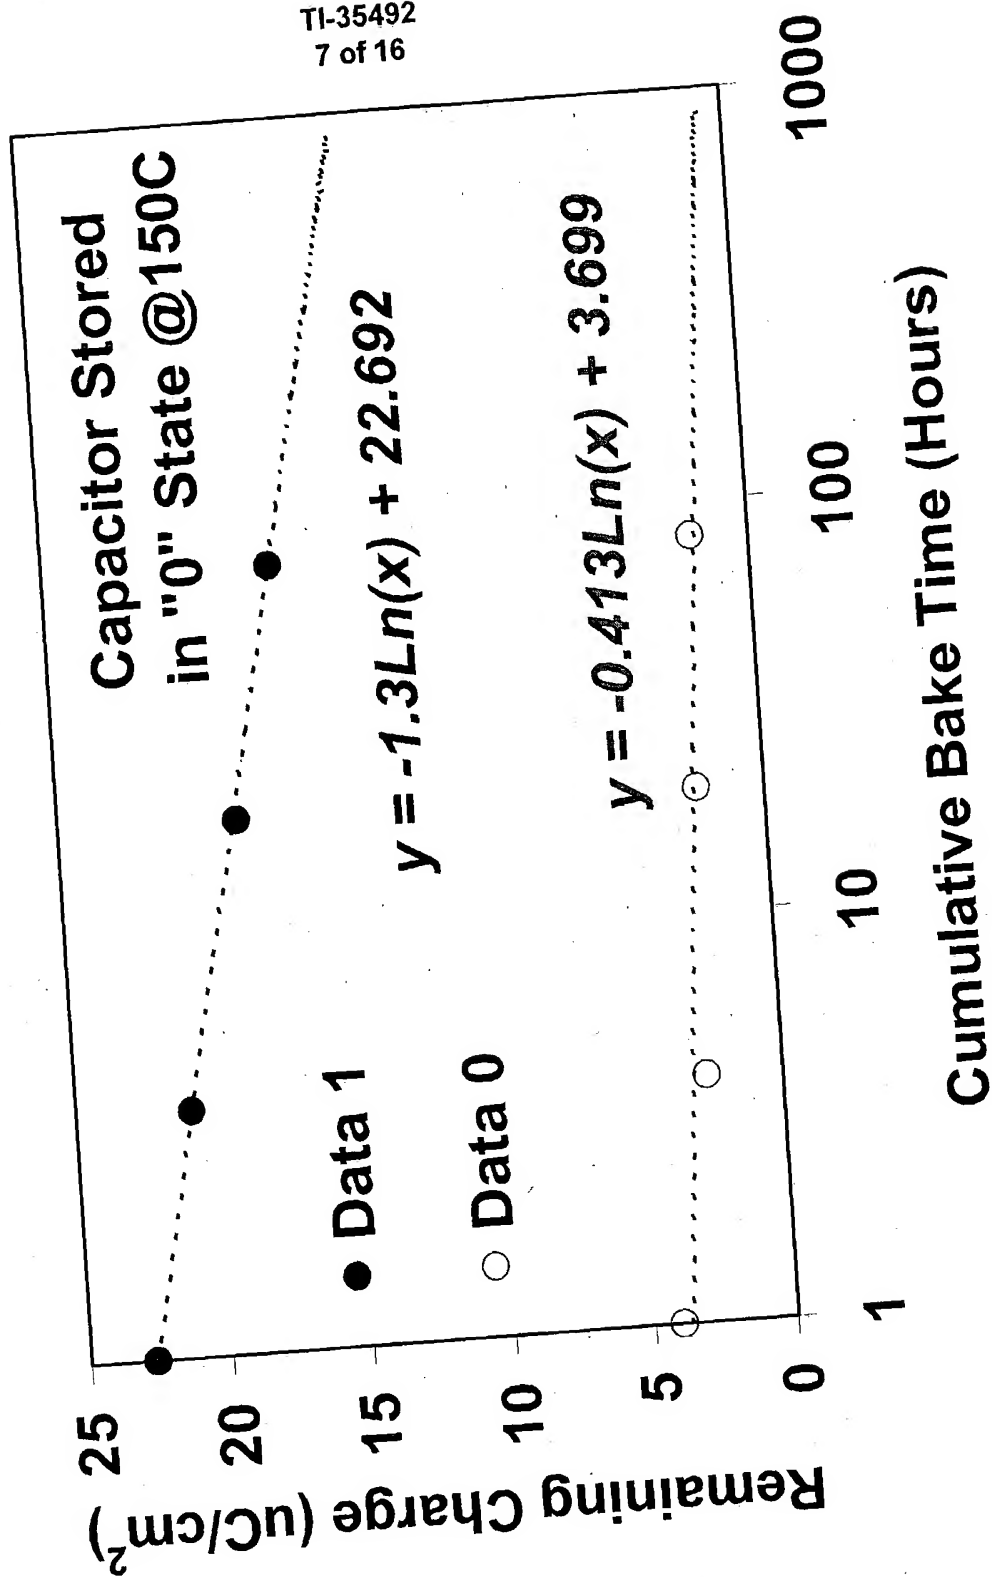 TI-35492
7 of 16
Capacitor Stored
in "0" State @150C
y = -1.3Ln(x) + 22.692
y = -0.413Ln(x) + 3.699
Data 1
Data 0
25
20
15
10
5
0
Remaining Charge (uC/cm²)
1
10
100
1000
Cumulative Bake Time (Hours)